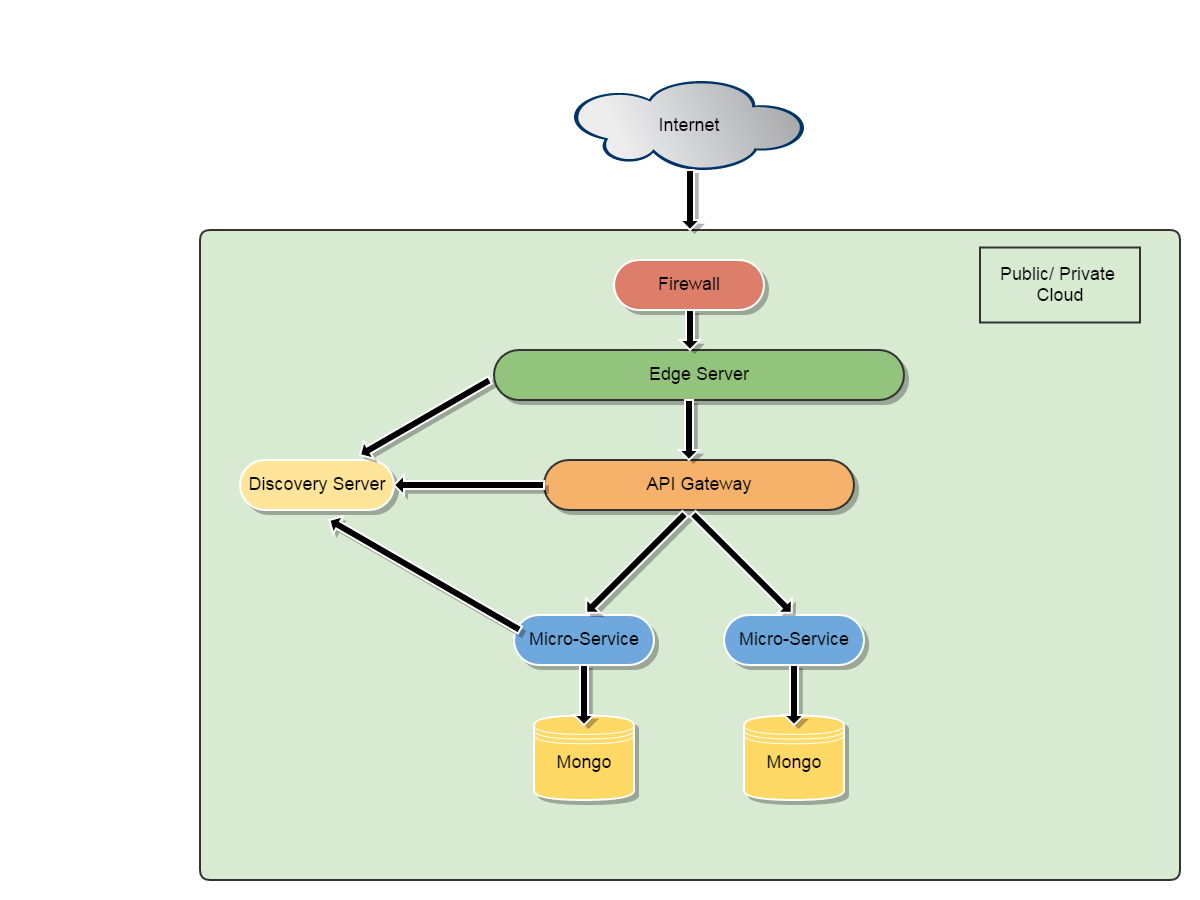 Internet
Firewall
Public/ Private
Cloud
Edge Server
Discovery Server
API Gateway
Micro-Service
Micro-Service
Mongo
Mongo